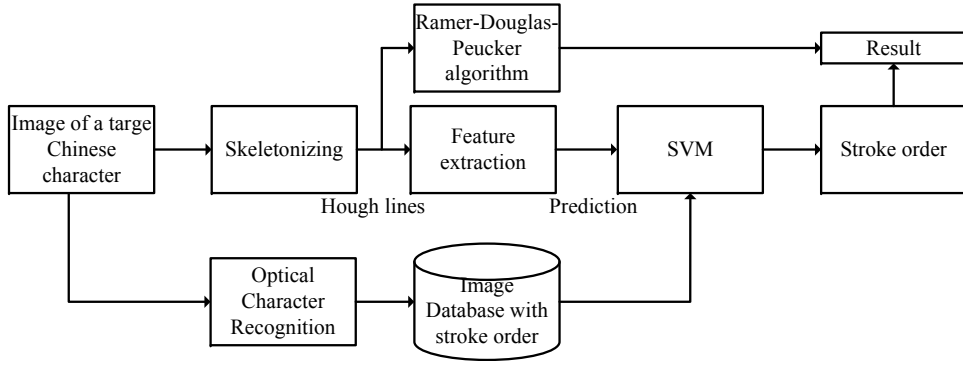 Ramer-Douglas-
Peucker
algorithm
Result
Image of a targe
Chinese
character
Skeletonizing
Feature
extraction
SVM
Stroke order
Hough lines
Prediction
Optical
Character
Recognition
Image
Database with
stroke order